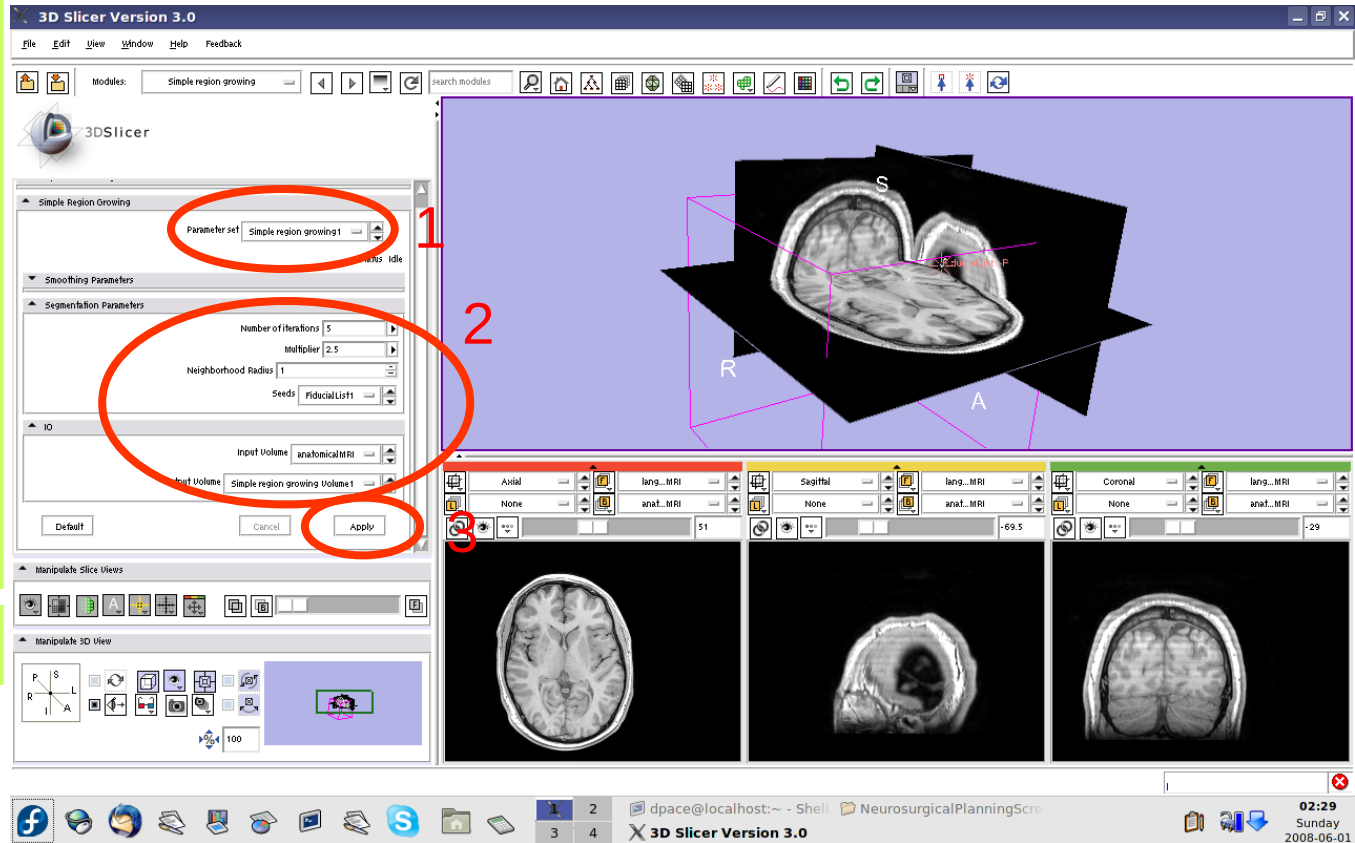 3D Slicer Version 3.0
File Edit View Window Help Feedback
Modules: Simple region growing search modules
3DSlicer
Simple Region Growing
Parameter set Simple region growing1
1
Status Idle
Smoothing Parameters
Segmentation Parameters
2
Number of iterations 5
Multiplier 2.5
Neighborhood Radius 1
Seeds FiducialList1
IO
Input Volume anatomicalMRI
Volume Simple region growing Volume1
Default Cancel Apply
3
Manipulate Slice Views
Manipulate 3D View
P S
R L
I A
100
S
R
A
Axial lang...MRI
None anat...MRI
51
Sagittal lang...MRI
None anat...MRI
-69.5
Coronal lang...MRI
None anat...MRI
-29
1 2
3 4
dpace@localhost:~ - Shell NeurosurgicalPlanningScre
3D Slicer Version 3.0
02:29
Sunday
2008-06-01